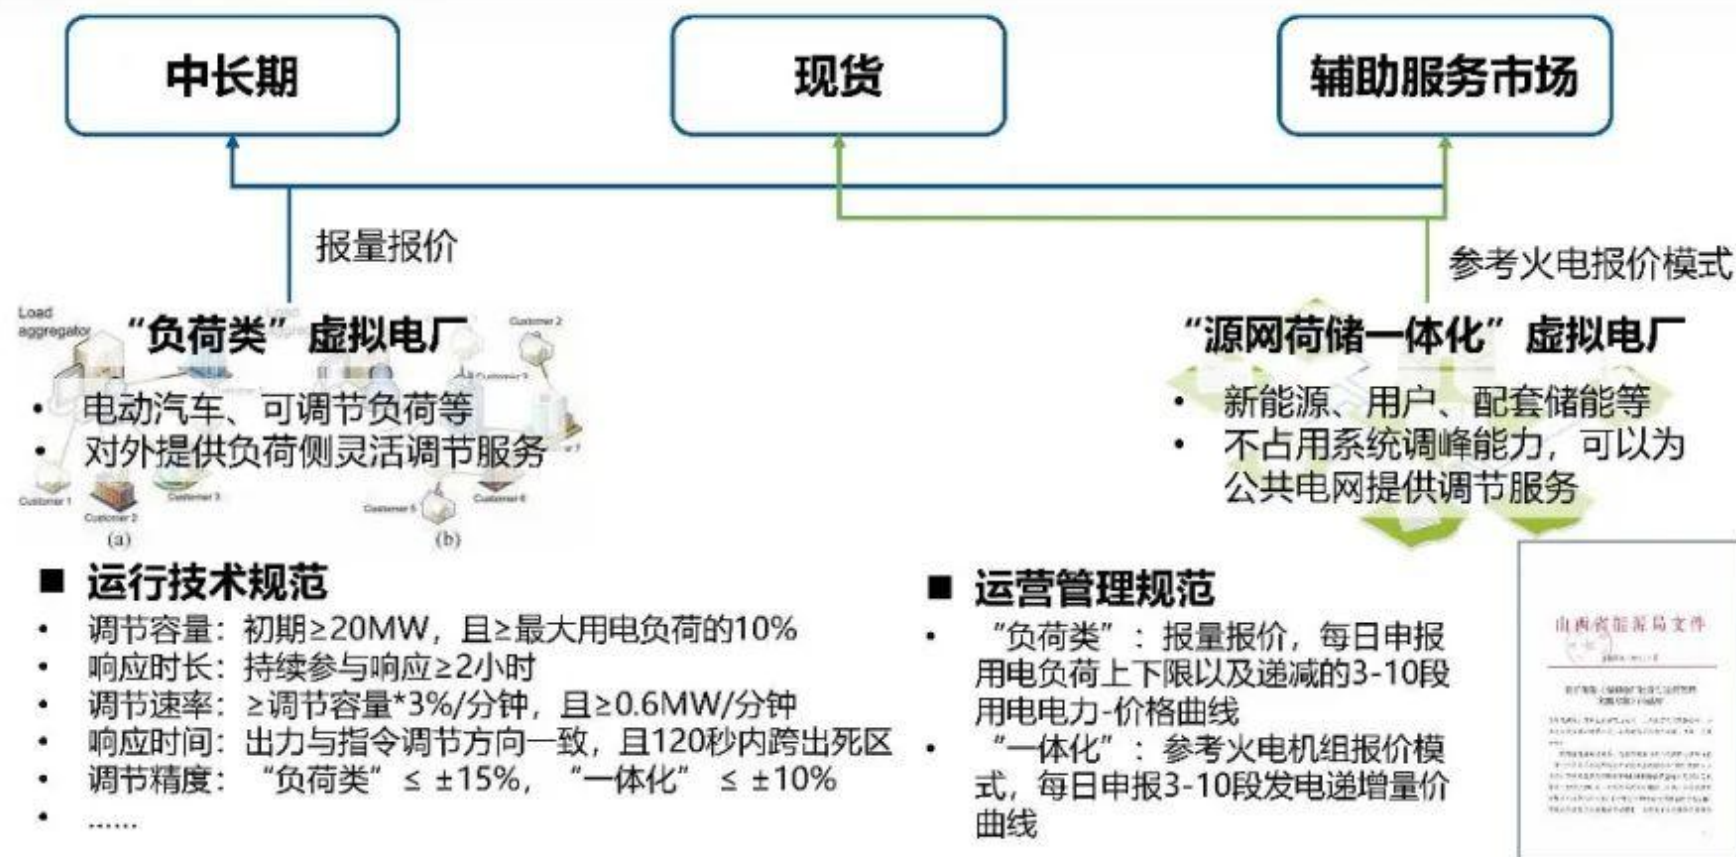 中长期
现货
辅助服务市场
报量报价
参考火电报价模式
Load
aggregator
“负荷类”虚拟电厂
Customer 2
• 电动汽车、可调节负荷等
• 对外提供负荷侧灵活调节服务
Customer 1
Customer 2
Customer 3
Customer 5
Customer 6
(a)
(b)
“源网荷储一体化”虚拟电厂
• 新能源、用户、配套储能等
• 不占用系统调峰能力，可以为
公共电网提供调节服务
■ 运行技术规范
• 调节容量：初期≥20MW，且≥最大用电负荷的10%
• 响应时长：持续参与响应≥2小时
• 调节速率：≥调节容量*3%/分钟，且≥0.6MW/分钟
• 响应时间：出力与指令调节方向一致，且120秒内跨出死区
• 调节精度：“负荷类”≤ ±15%，“一体化”≤ ±10%
• ......
■ 运营管理规范
• “负荷类”：报量报价，每日申报
用电负荷上下限以及递减的3-10段
用电电力-价格曲线
• “一体化”：参考火电机组报价模
式，每日申报3-10段发电递增量价
曲线
山西省能源局文件